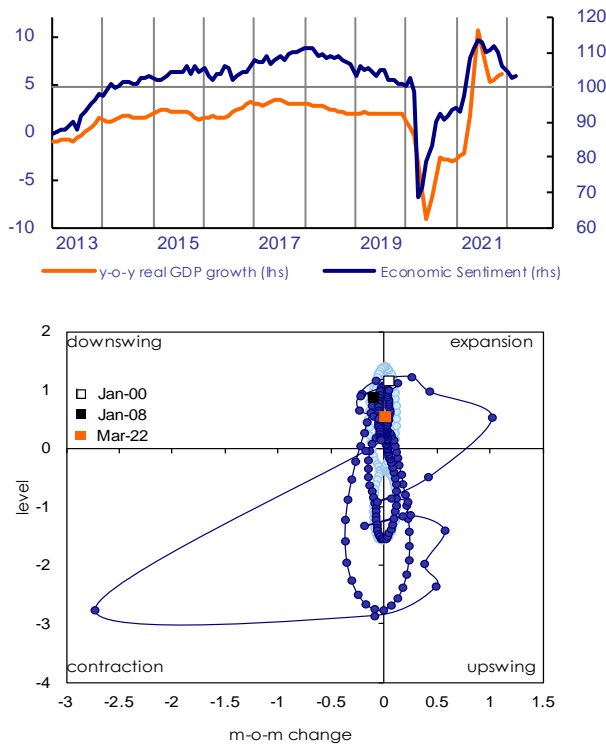 10
5
0
-5
-10
120
110
100
90
80
70
60
2013 2015 2017 2019 2021
y-o-y real GDP growth (lhs) Economic Sentiment (rhs)
2
1
0
-1
-2
-3
-4
level
downswing expansion
Jan-00
Jan-08
Mar-22
contraction upswing
-3 -2.5 -2 -1.5 -1 -0.5 0 0.5 1 1.5
m-o-m change